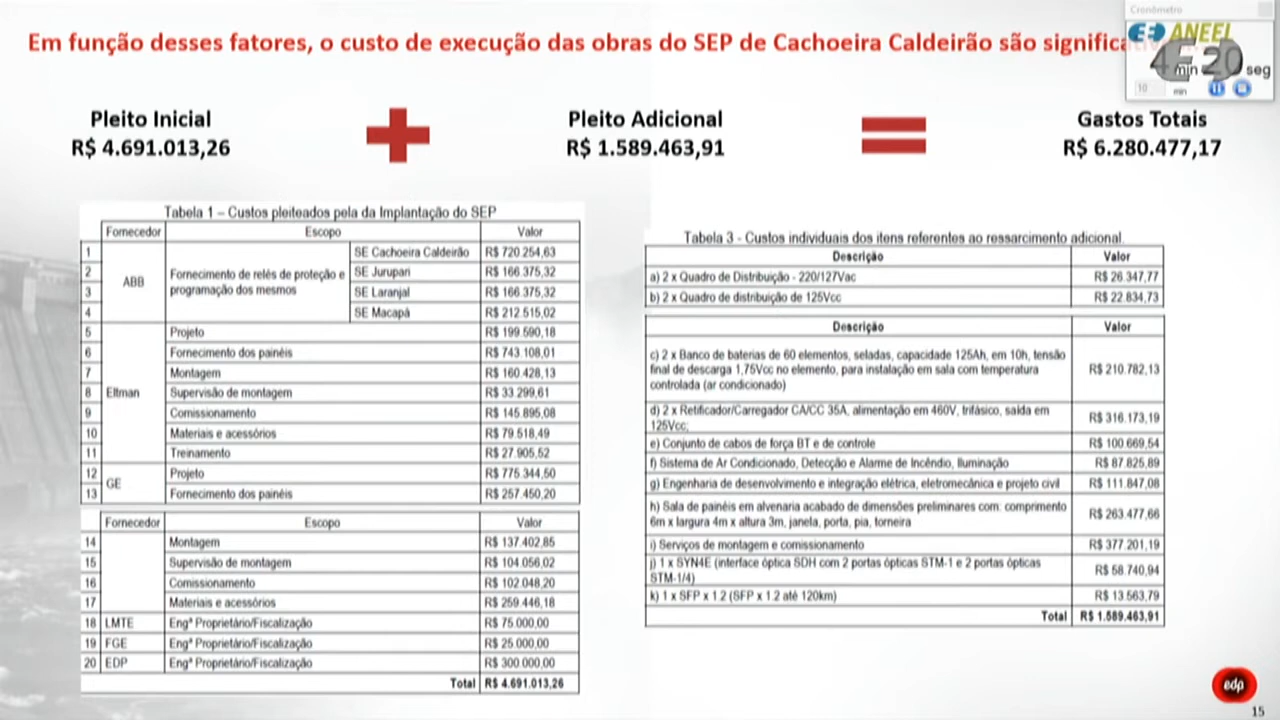 Em função desses fatores, o custo de execução das obras do SEP de Cachoeira Caldeirão são
Cronômetro
ANEEL
4 min 20 seg
10 min
Pleito Inicial
R$ 4.691.013,26
Pleito Adicional
R$ 1.589.463,91
Gastos Totais
R$ 6.280.477,17
Tabela 1 – Custos pleiteados pela da Implantação do SEP
Fornecedor Escopo Valor
1 ABB Fornecimento de relés de proteção e programação dos mesmos SE Cachoeira Caldeirão R$ 720.254,63
2 SE Jurupari R$ 166.375,32
3 SE Laranjal R$ 166.375,32
4 SE Macapá R$ 212.515,02
5 Eltman Projeto R$ 199.590,18
6 Fornecimento dos painéis R$ 743.108,01
7 Montagem R$ 160.428,13
8 Supervisão de montagem R$ 33.299,61
9 Comissionamento R$ 145.895,08
10 Materiais e acessórios R$ 79.518,49
11 Treinamento R$ 27.905,52
12 GE Projeto R$ 775.344,50
13 Fornecimento dos painéis R$ 257.450,20
Fornecedor Escopo Valor
14 Montagem R$ 137.402,85
15 Supervisão de montagem R$ 104.056,02
16 Comissionamento R$ 102.048,20
17 Materiais e acessórios R$ 259.446,18
18 LMTE Engª Proprietário/Fiscalização R$ 75.000,00
19 FGE Engª Proprietário/Fiscalização R$ 25.000,00
20 EDP Engª Proprietário/Fiscalização R$ 300.000,00
Total R$ 4.691.013,26
Tabela 3 - Custos individuais dos itens referentes ao ressarcimento adicional.
Descrição Valor
a) 2 x Quadro de Distribuição - 220/127Vac R$ 26.347,77
b) 2 x Quadro de distribuição de 125Vcc R$ 22.834,73
Descrição Valor
c) 2 x Banco de baterias de 60 elementos, seladas, capacidade 125Ah, em 10h, tensão
final de descarga 1,75Vcc no elemento, para instalação em sala com temperatura R$ 210.782,13
controlada (ar condicionado)
d) 2 x Retificador/Carregador CA/CC 35A, alimentação em 460V, trifásico, saída em R$ 316.173,19
125Vcc;
e) Conjunto de cabos de força BT e de controle R$ 100.669,54
f) Sistema de Ar Condicionado, Detecção e Alarme de Incêndio, Iluminação R$ 87.825,89
g) Engenharia de desenvolvimento e integração elétrica, eletromecânica e projeto civil R$ 111.847,08
h) Sala de painéis em alvenaria acabado de dimensões preliminares com: comprimento R$ 263.477,66
6m x largura 4m x altura 3m, janela, porta, pia, torneira
i) Serviços de montagem e comissionamento R$ 377.201,19
j) 1 x SYN4E (interface óptica SDH com 2 portas ópticas STM-1 e 2 portas ópticas R$ 58.740,94
STM-1/4)
k) 1 x SFP x 1.2 (SFP x 1.2 até 120km) R$ 13.563,79
Total R$ 1.589.463,91
edp
15